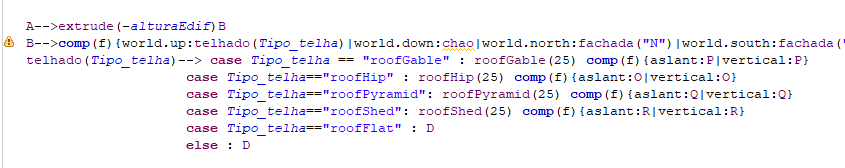 A-->extrude(-alturaEdif)B
B-->comp(f){world.up:telhado(Tipo_telha)|world.down:chao|world.north:fachada("N")|world.south:fachada("
telhado(Tipo_telha)--> case Tipo_telha == "roofGable" : roofGable(25) comp(f){aslant:P|vertical:P}
case Tipo_telha=="roofHip" : roofHip(25) comp(f){aslant:O|vertical:O}
case Tipo_telha=="roofPyramid": roofPyramid(25) comp(f){aslant:Q|vertical:Q}
case Tipo_telha=="roofShed": roofShed(25) comp(f){aslant:R|vertical:R}
case Tipo_telha=="roofFlat" : D
else : D